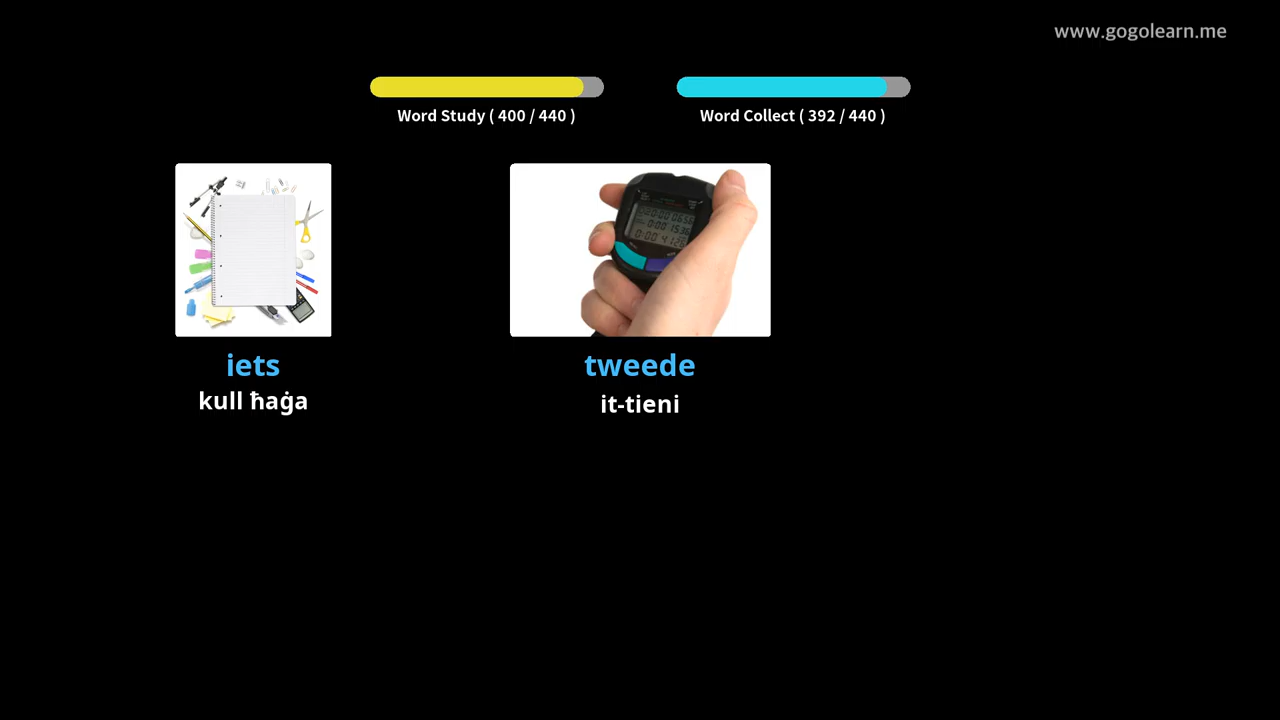 www.gogolearn.me
Word Study ( 400 / 440 )
Word Collect ( 392 / 440 )
iets
kull ħaġa
tweede
it-tieni